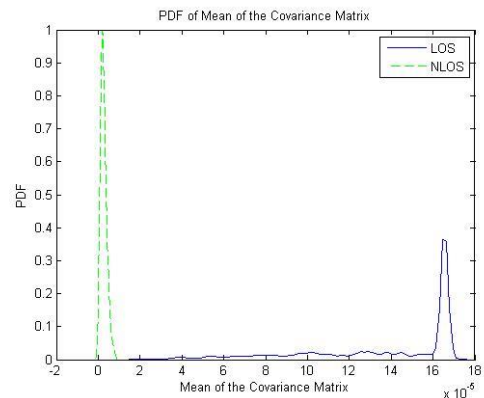 PDF of Mean of the Covariance Matrix
LOS
NLOS
1
0.9
0.8
0.7
0.6
0.5
0.4
0.3
0.2
0.1
0
PDF
-2 0 2 4 6 8 10 12 14 16 18
Mean of the Covariance Matrix
x 10⁻⁵